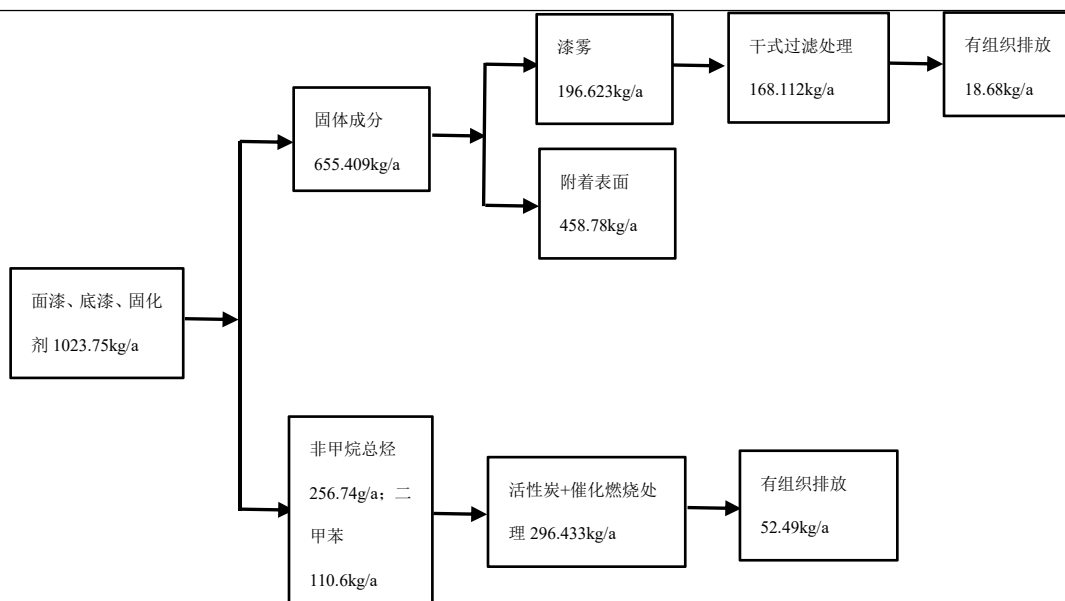 漆雾
196.623kg/a
干式过滤处理
168.112kg/a
有组织排放
18.68kg/a
固体成分
655.409kg/a
附着表面
458.78kg/a
面漆、底漆、固化
剂 1023.75kg/a
非甲烷总烃
256.74g/a；二
甲苯
110.6kg/a
活性炭+催化燃烧处
理 296.433kg/a
有组织排放
52.49kg/a